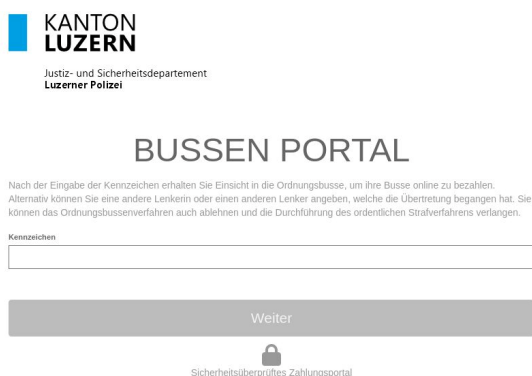 KANTON
LUZERN
Justiz- und Sicherheitsdepartement
Luzerner Polizei
BUSSEN PORTAL
Nach der Eingabe der Kennzeichen erhalten Sie Einsicht in die Ordnungsbusse, um ihre Busse online zu bezahlen.
Alternativ können Sie eine andere Lenkerin oder einen anderen Lenker angeben, welche die Übertretung begangen hat. Sie
können das Ordnungsbussenverfahren auch ablehnen und die Durchführung des ordentlichen Strafverfahrens verlangen.
Kennzeichen
Weiter
Sicherheitsüberprüftes Zahlungsportal